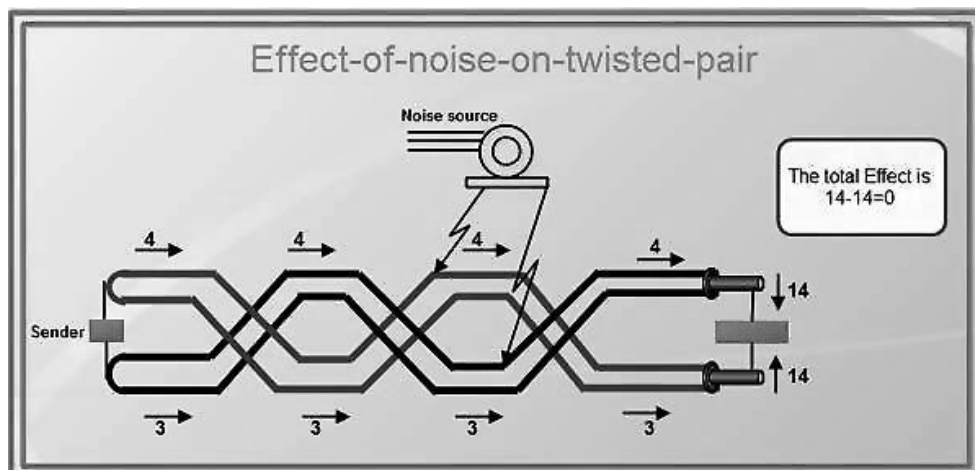 Effect-of-noise-on-twisted-pair
Noise source
The total Effect is
14-14=0
4
4
4
4
14
Sender
14
3
3
3
3